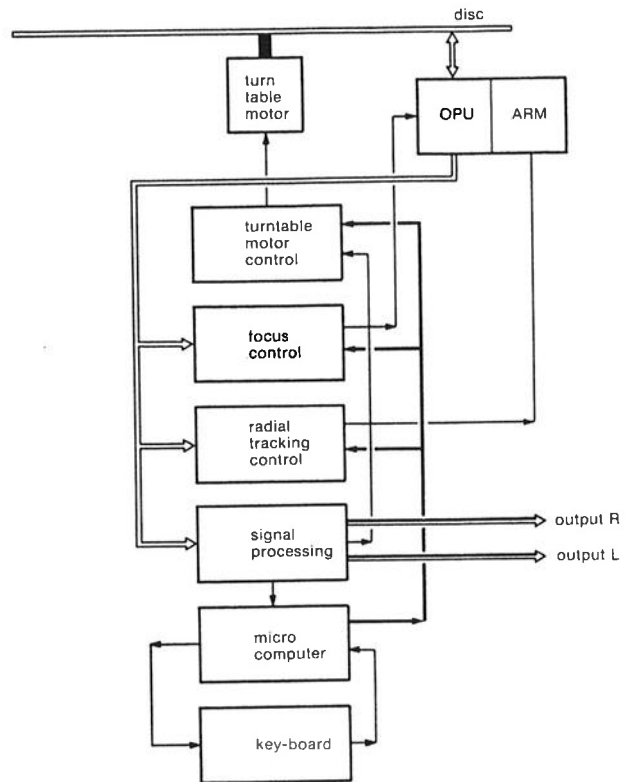 disc
turn
table
motor
OPU
ARM
turntable
motor
control
focus
control
radial
tracking
control
signal
processing
output R
output L
micro
computer
key-board